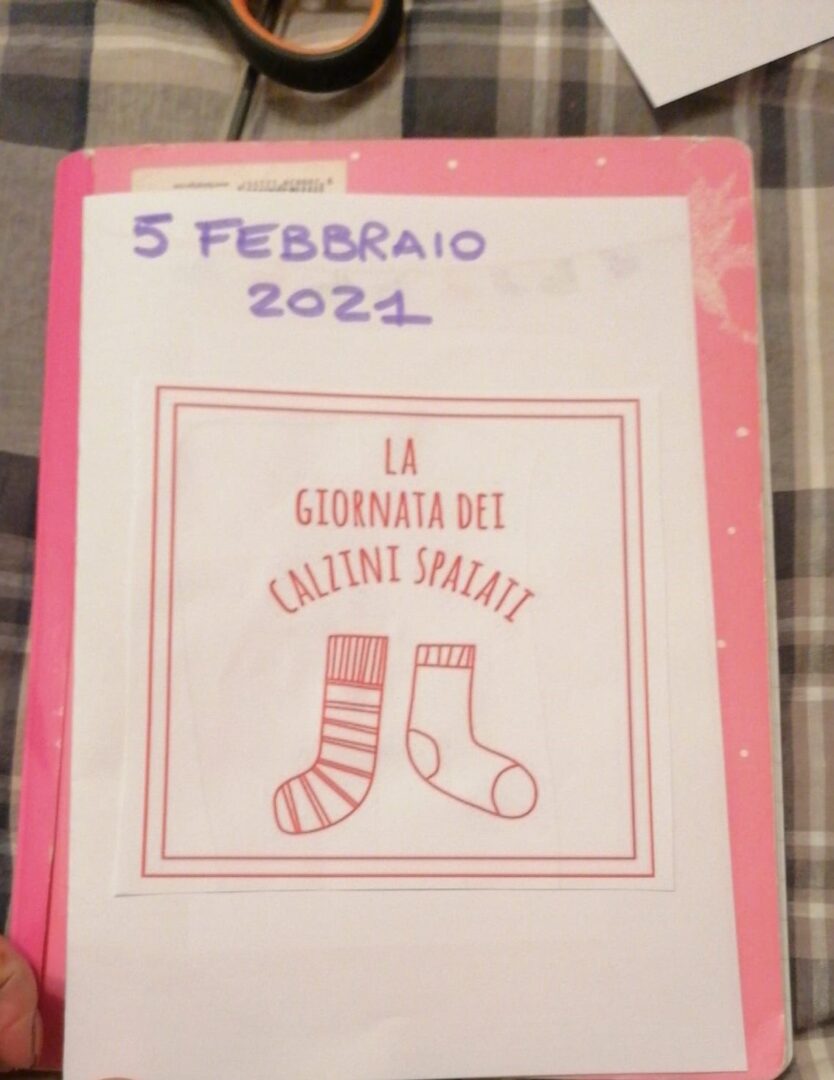 5 FEBBRAIO
2021
LA
GIORNATA DEI
CALZINI SPAIATI